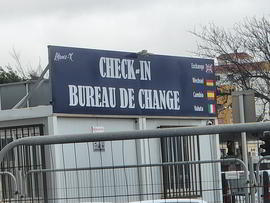 CHECK-IN
BUREAU DE CHANGE
Exchange
Wechsel
Cambio
Valuta